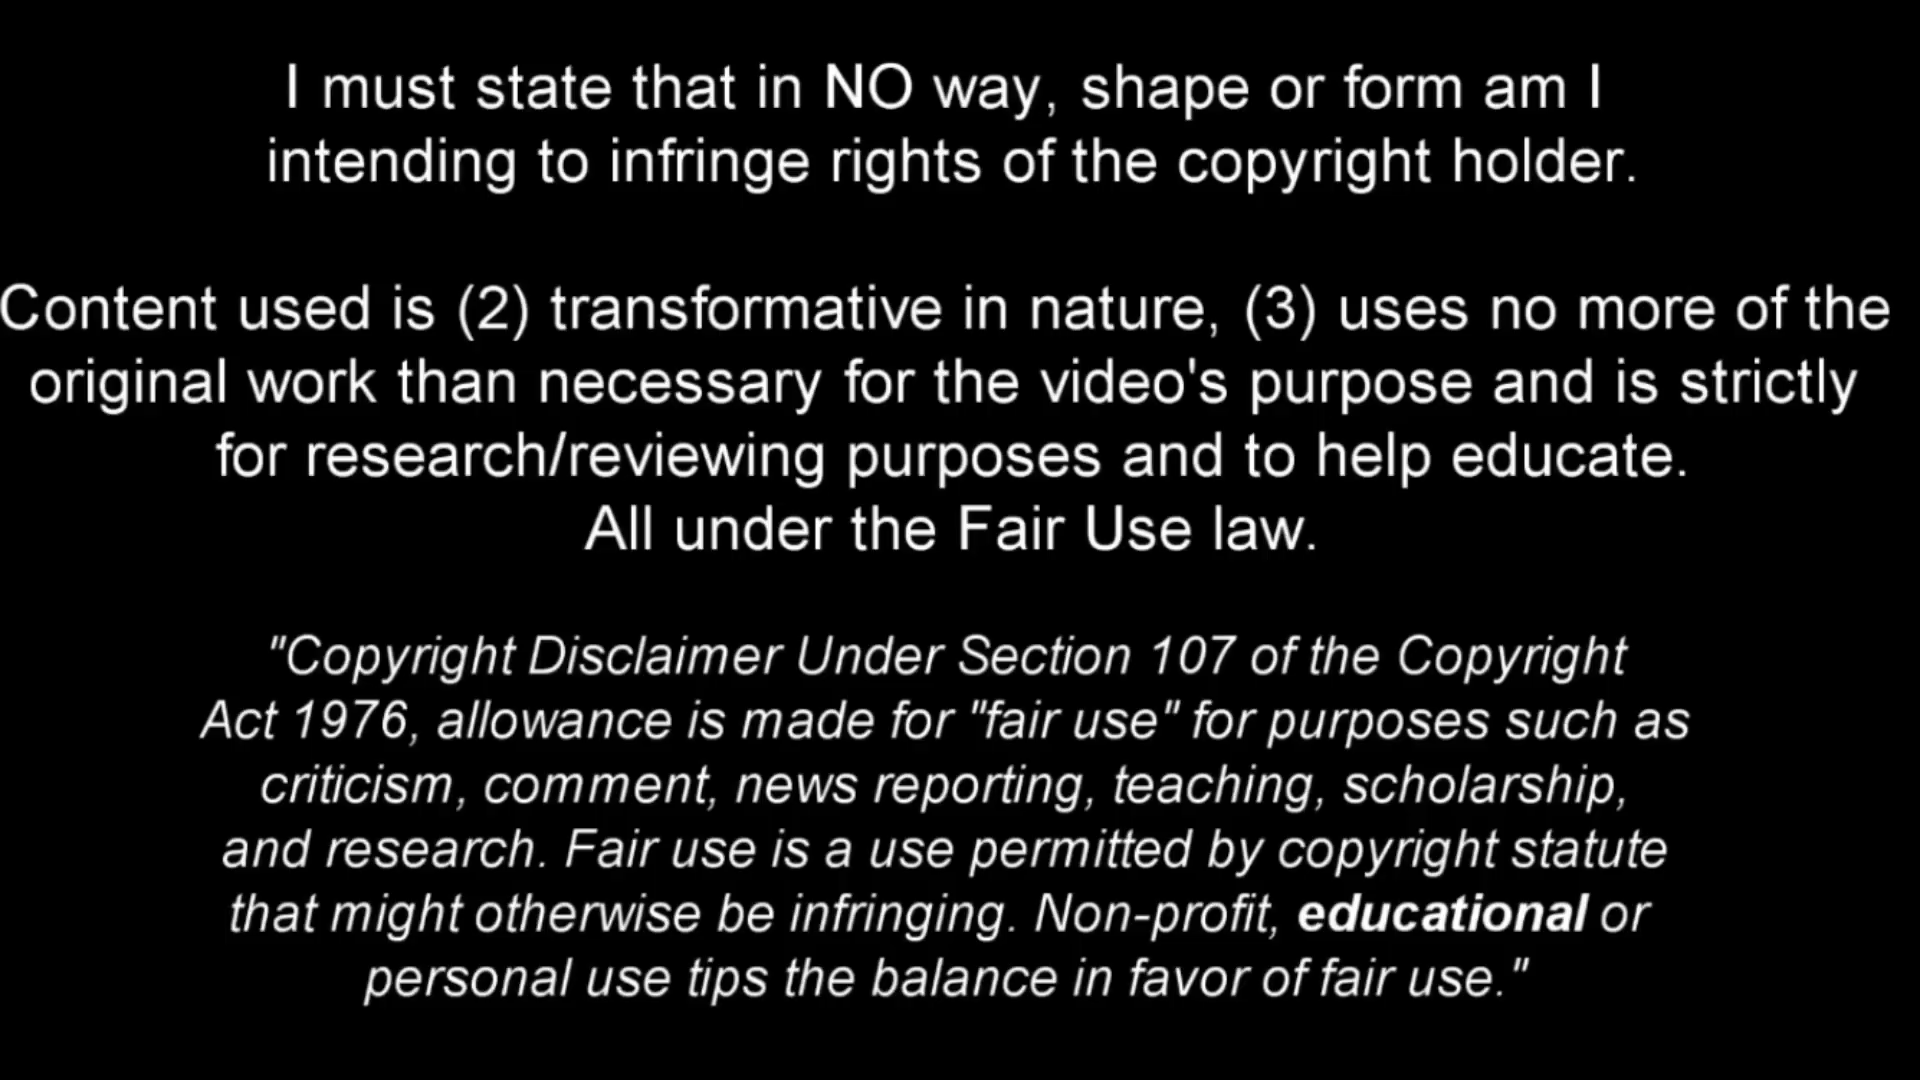 I must state that in NO way, shape or form am I
intending to infringe rights of the copyright holder.
Content used is (2) transformative in nature, (3) uses no more of the
original work than necessary for the video's purpose and is strictly
for research/reviewing purposes and to help educate.
All under the Fair Use law.
"Copyright Disclaimer Under Section 107 of the Copyright
Act 1976, allowance is made for "fair use" for purposes such as
criticism, comment, news reporting, teaching, scholarship,
and research. Fair use is a use permitted by copyright statute
that might otherwise be infringing. Non-profit, educational or
personal use tips the balance in favor of fair use."